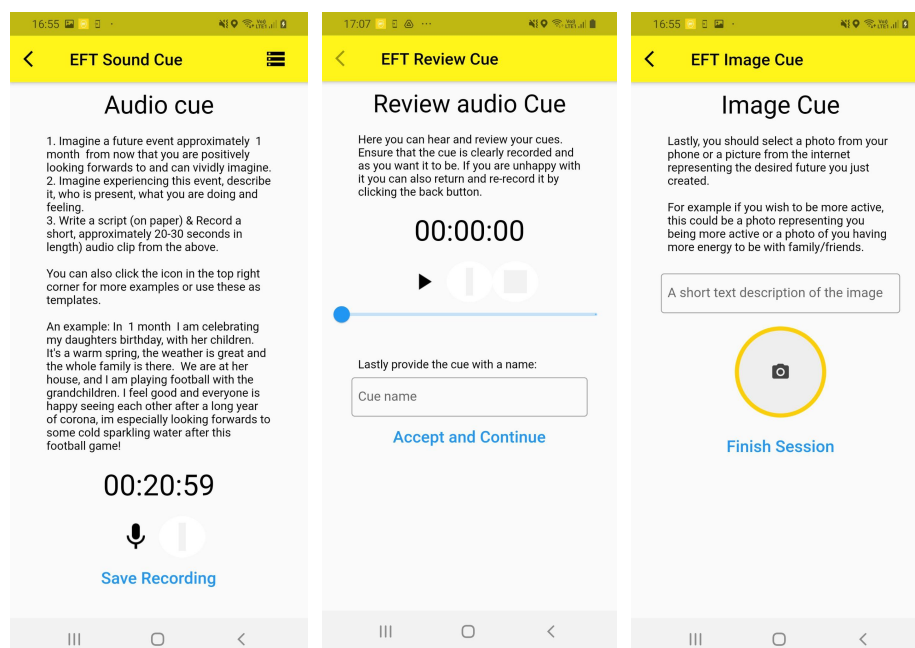 16:55
EFT Sound Cue
Audio cue
1. Imagine a future event approximately  1
month  from now that you are positively
looking forwards to and can vividly imagine.
2. Imagine experiencing this event, describe
it, who is present, what you are doing and
feeling.
3. Write a script (on paper) & Record a
short, approximately 20-30 seconds in
length) audio clip from the above.
You can also click the icon in the top right
corner for more examples or use these as
templates.
An example: In  1 month  I am celebrating
my daughters birthday, with her children.
It's a warm spring, the weather is great and
the whole family is there.  We are at her
house, and I am playing football with the
grandchildren. I feel good and everyone is
happy seeing each other after a long year
of corona, im especially looking forwards to
some cold sparkling water after this
football game!
00:20:59
Save Recording
17:07
EFT Review Cue
Review audio Cue
Here you can hear and review your cues.
Ensure that the cue is clearly recorded and
as you want it to be. If you are unhappy with
it you can also return and re-record it by
clicking the back button.
00:00:00
Lastly provide the cue with a name:
Cue name
Accept and Continue
16:55
EFT Image Cue
Image Cue
Lastly, you should select a photo from your
phone or a picture from the internet
representing the desired future you just
created.
For example if you wish to be more active,
this could be a photo representing you
being more active or a photo of you having
more energy to be with family/friends.
A short text description of the image
Finish Session